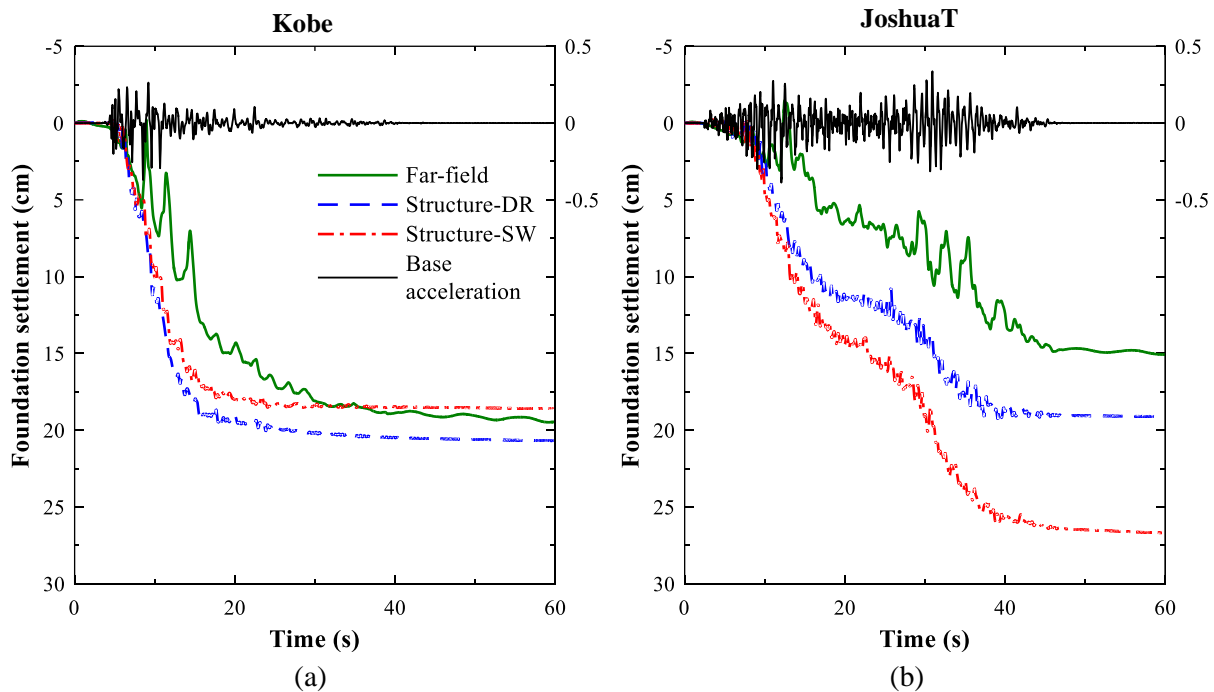 Kobe
-5
0
5
10
15
20
25
30
0.5
0
-0.5
Foundation settlement (cm)
Far-field
Structure-DR
Structure-SW
Base
acceleration
0
20
40
60
Time (s)
(a)
JoshuaT
-5
0
5
10
15
20
25
30
0.5
0
-0.5
Foundation settlement (cm)
0
20
40
60
Time (s)
(b)